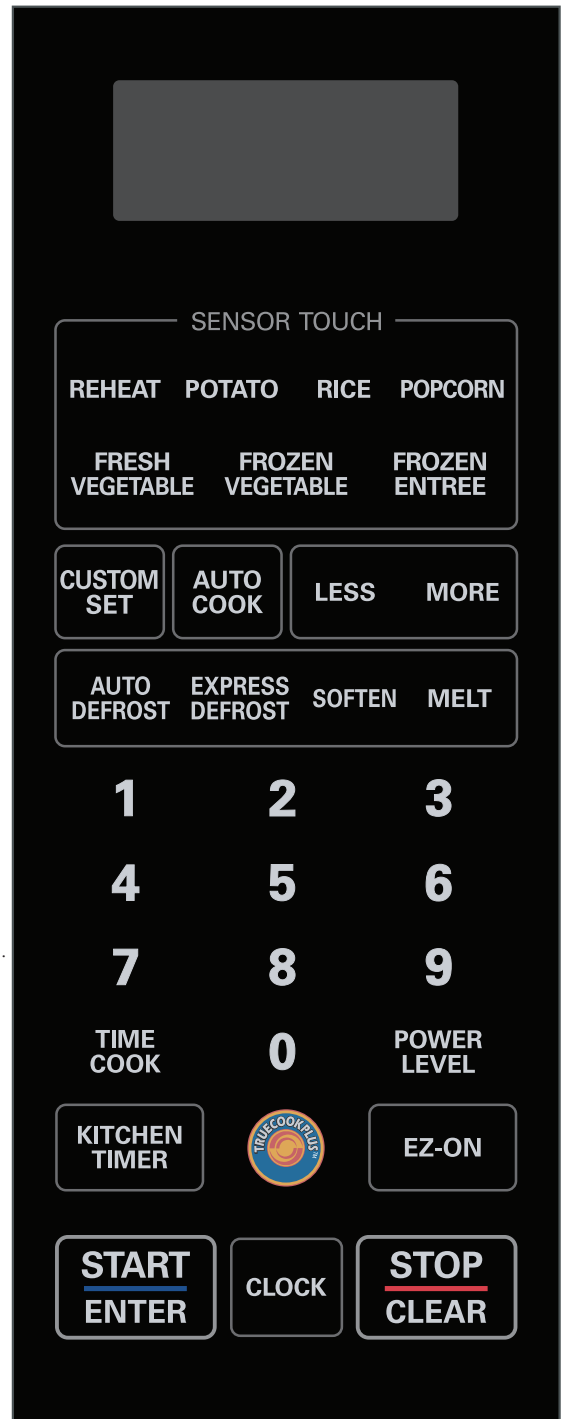 SENSOR TOUCH
REHEAT POTATO RICE POPCORN
FRESH VEGETABLE
FROZEN VEGETABLE
FROZEN ENTREE
CUSTOM SET
AUTO COOK
LESS MORE
AUTO DEFROST
EXPRESS DEFROST
SOFTEN MELT
1 2 3
4 5 6
7 8 9
TIME COOK
0
POWER LEVEL
KITCHEN TIMER
TRUECOOKPLUS™
EZ-ON
START
ENTER
CLOCK
STOP
CLEAR